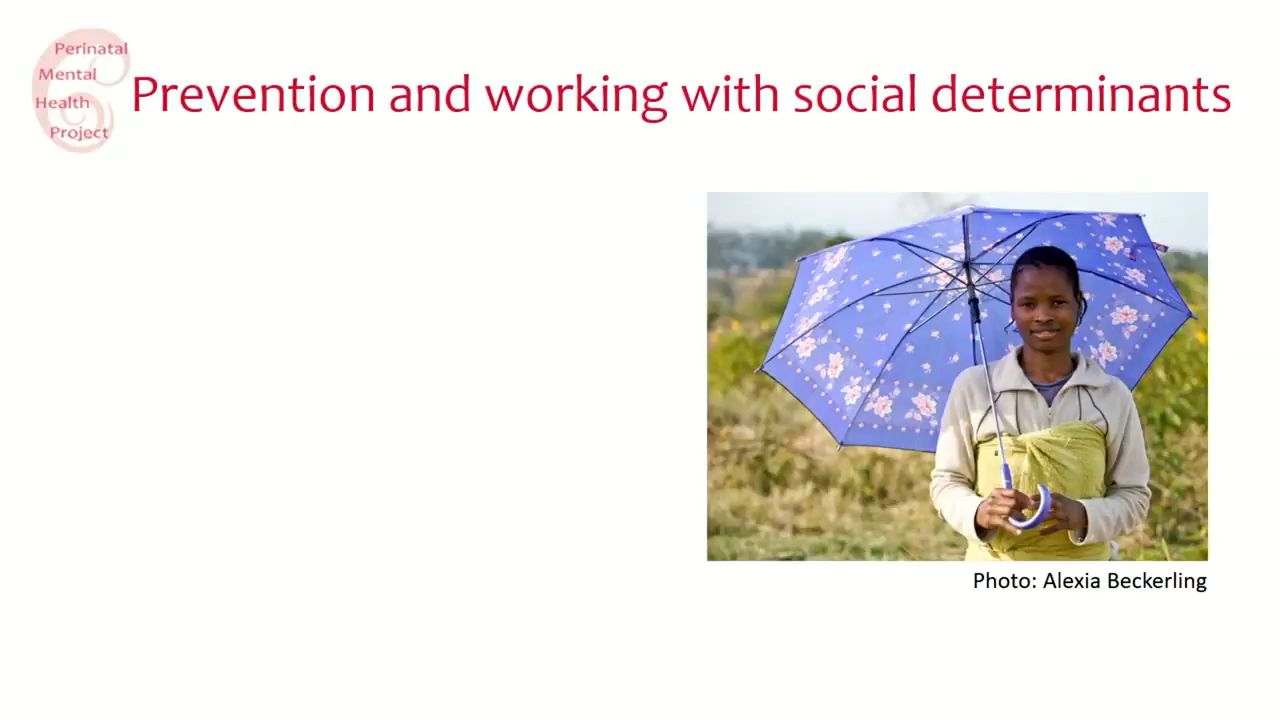 Perinatal
Mental
Health
Project
Prevention and working with social determinants
Photo: Alexia Beckerling